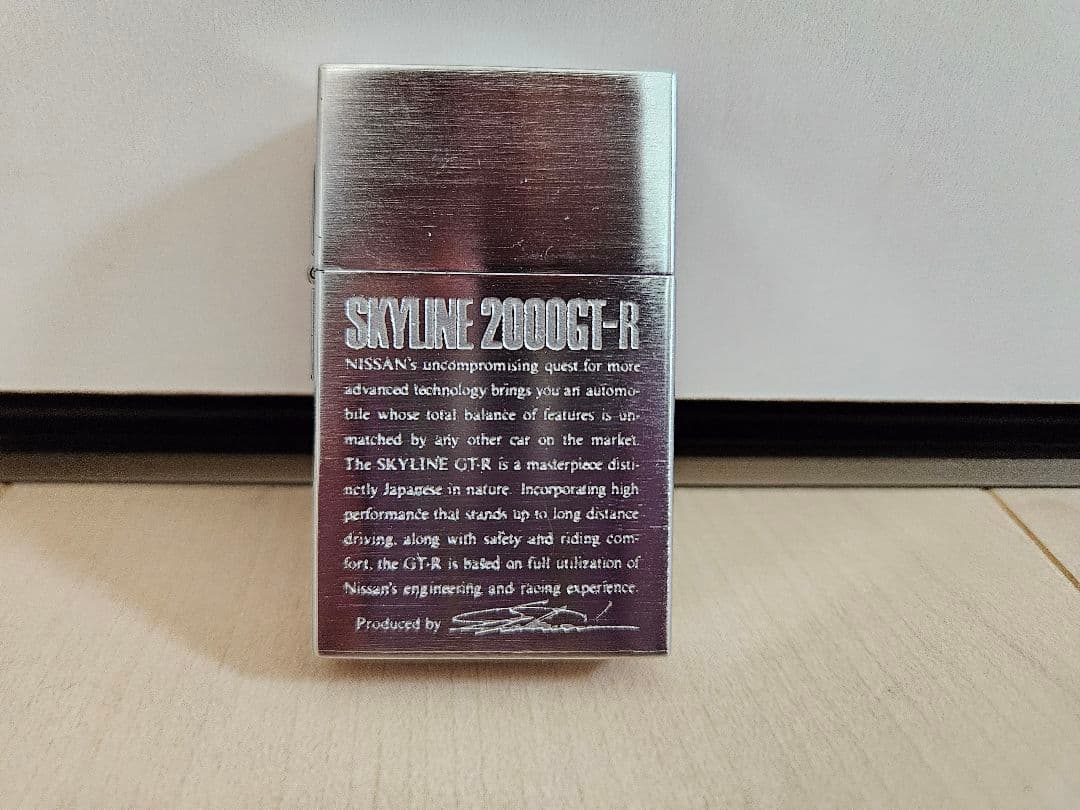 SKYLINE 2000GT-R
NISSAN's uncompromising quest for more
advanced technology brings you an automo-
bile whose total balance of features is un-
matched by any other car on the market.
The SKYLINE GT-R is a masterpiece disti-
nctly Japanese in nature. Incorporating high
performance that stands up to long distance
driving, along with safety and riding com-
fort, the GT-R is based on full utilization of
Nissan's engineering and racing experience.
Produced by